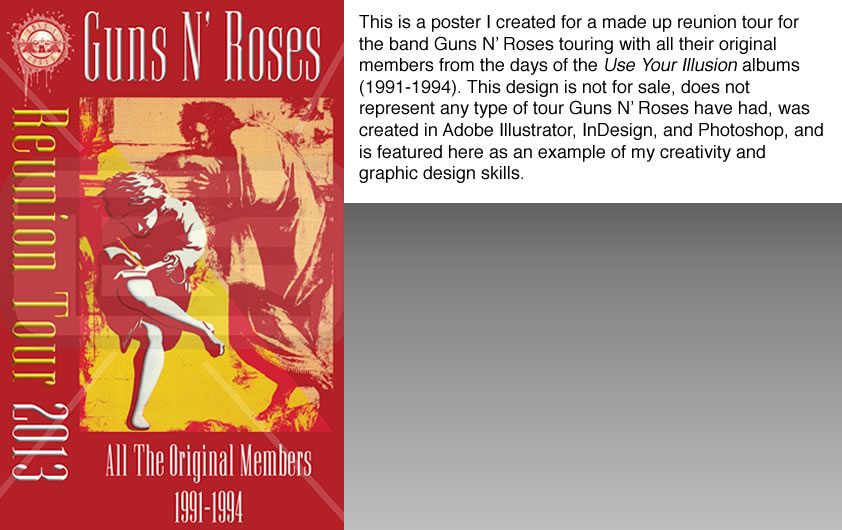 Guns N' Roses
Reunion Tour 2013
All The Original Members
1991-1994
This is a poster I created for a made up reunion tour for
the band Guns N’ Roses touring with all their original
members from the days of the Use Your Illusion albums
(1991-1994). This design is not for sale, does not
represent any type of tour Guns N’ Roses have had, was
created in Adobe Illustrator, InDesign, and Photoshop, and
is featured here as an example of my creativity and
graphic design skills.